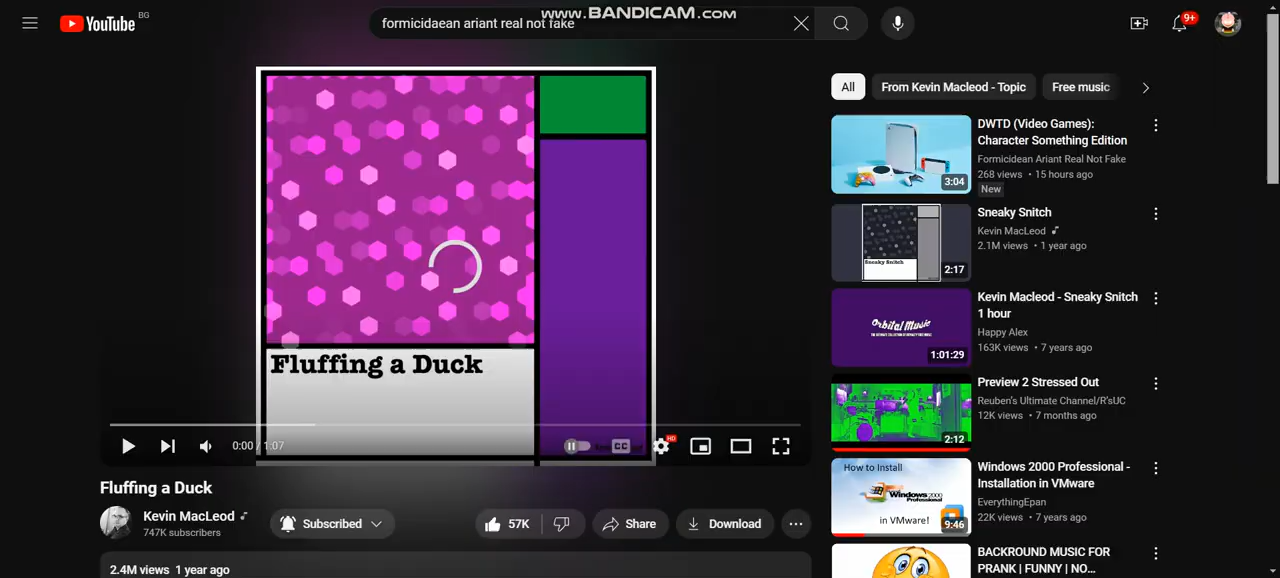 YouTube BG
formicidaean ariant real not fake
www.BANDICAM.com
9+
Fluffing a Duck
0:00 / 1:07
CC
HD
Fluffing a Duck
Kevin MacLeod
747K subscribers
Subscribed
57K
Share
Download
2.4M views 1 year ago
All
From Kevin Macleod - Topic
Free music
3:04
DWTD (Video Games):
Character Something Edition
Formicidean Ariant Real Not Fake
268 views • 15 hours ago
New
Sneaky Snitch
2:17
Sneaky Snitch
Kevin MacLeod
2.1M views • 1 year ago
Orbital Music
1:01:29
Kevin Macleod - Sneaky Snitch
1 hour
Happy Alex
163K views • 7 years ago
2:12
Preview 2 Stressed Out
Reuben's Ultimate Channel/R'sUC
12K views • 7 months ago
How to Install
Windows 2000
Professional
in VMware!
9:46
Windows 2000 Professional -
Installation in VMware
EverythingEpan
22K views • 7 years ago
BACKROUND MUSIC FOR
PRANK | FUNNY | NO...